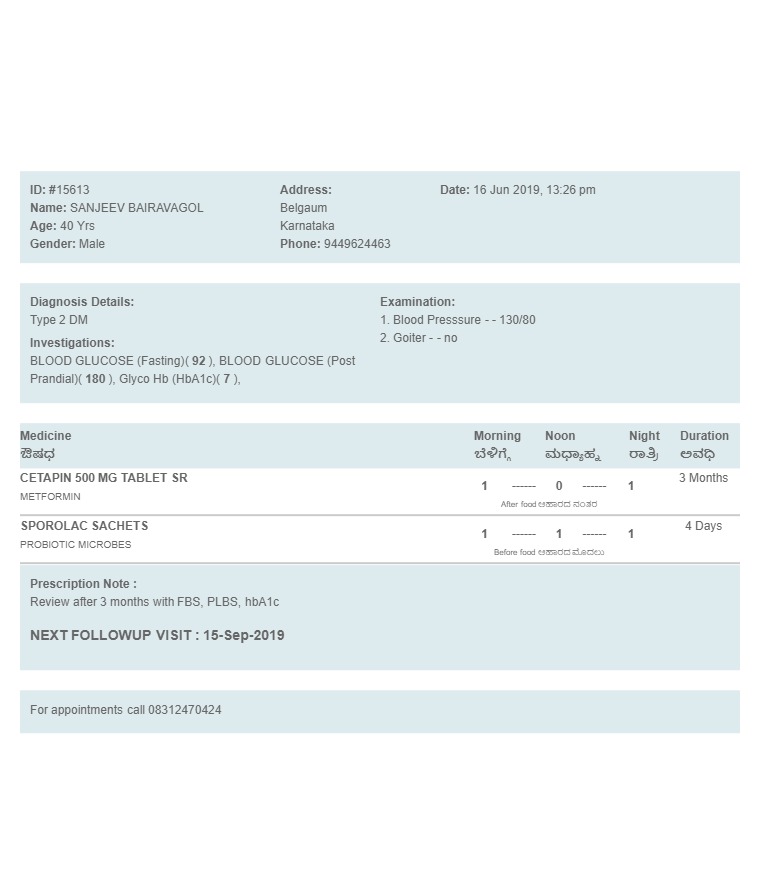 ID: #15613
Name: SANJEEV BAIRAVAGOL
Age: 40 Yrs
Gender: Male
Address:
Belgaum
Karnataka
Phone: 9449624463
Date: 16 Jun 2019, 13:26 pm
Diagnosis Details:
Type 2 DM
Investigations:
BLOOD GLUCOSE (Fasting)( 92 ), BLOOD GLUCOSE (Post
Prandial)( 180 ), Glyco Hb (HbA1c)( 7 ),
Examination:
1. Blood Presssure - - 130/80
2. Goiter - - no
Medicine Morning Noon Night Duration
ಔಷಧ ಬೆಳಿಗ್ಗೆ ಮಧ್ಯಾಹ್ನ ರಾತ್ರಿ ಅವಧಿ
CETAPIN 500 MG TABLET SR 1 ------ 0 ------ 1 3 Months
METFORMIN After food ಆಹಾರದ ನಂತರ
SPOROLAC SACHETS 1 ------ 1 ------ 1 4 Days
PROBIOTIC MICROBES Before food ಆಹಾರದ ಮೊದಲು
Prescription Note :
Review after 3 months with FBS, PLBS, hbA1c
NEXT FOLLOWUP VISIT : 15-Sep-2019
For appointments call 08312470424